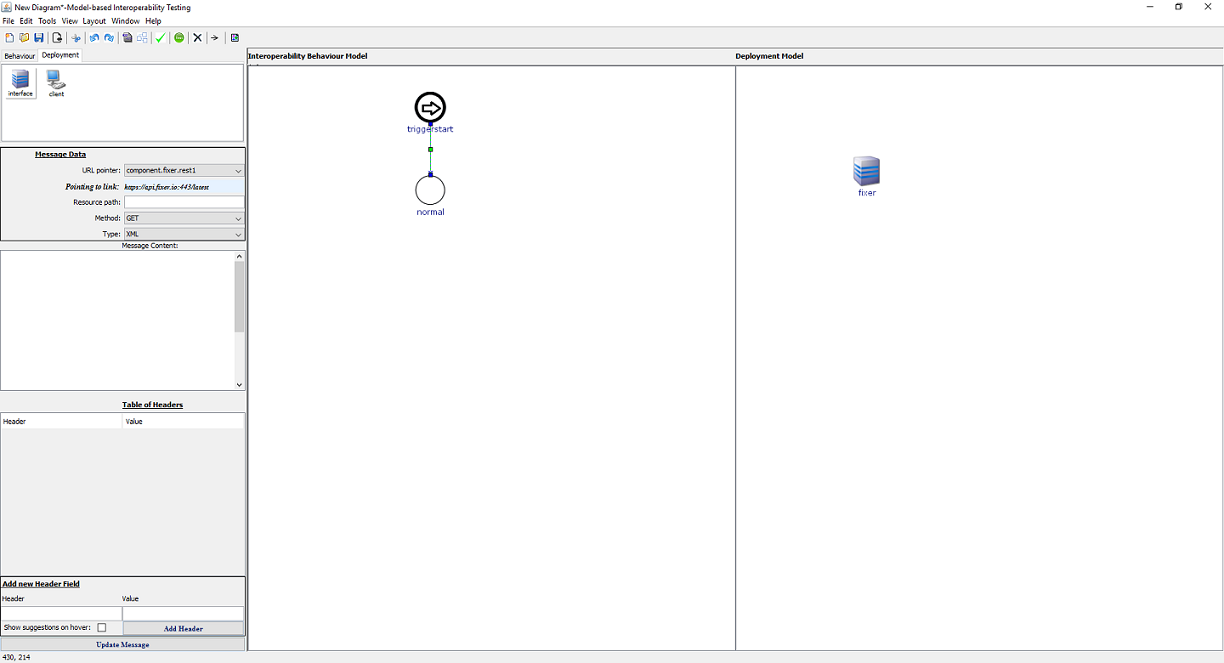 New Diagram*-Model-based Interoperability Testing
File Edit Tools View Layout Window Help
Behaviour Deployment
interface client
Message Data
URL pointer: component.fixer.rest1
Pointing to link: https://api.fixer.io:443/latest
Resource path:
Method: GET
Type: XML
Message Content:
Table of Headers
Header Value
Add new Header Field
Header Value
Show suggestions on hover:
Add Header
Update Message
430, 214
Interoperability Behaviour Model
triggerstart
normal
Deployment Model
fixer